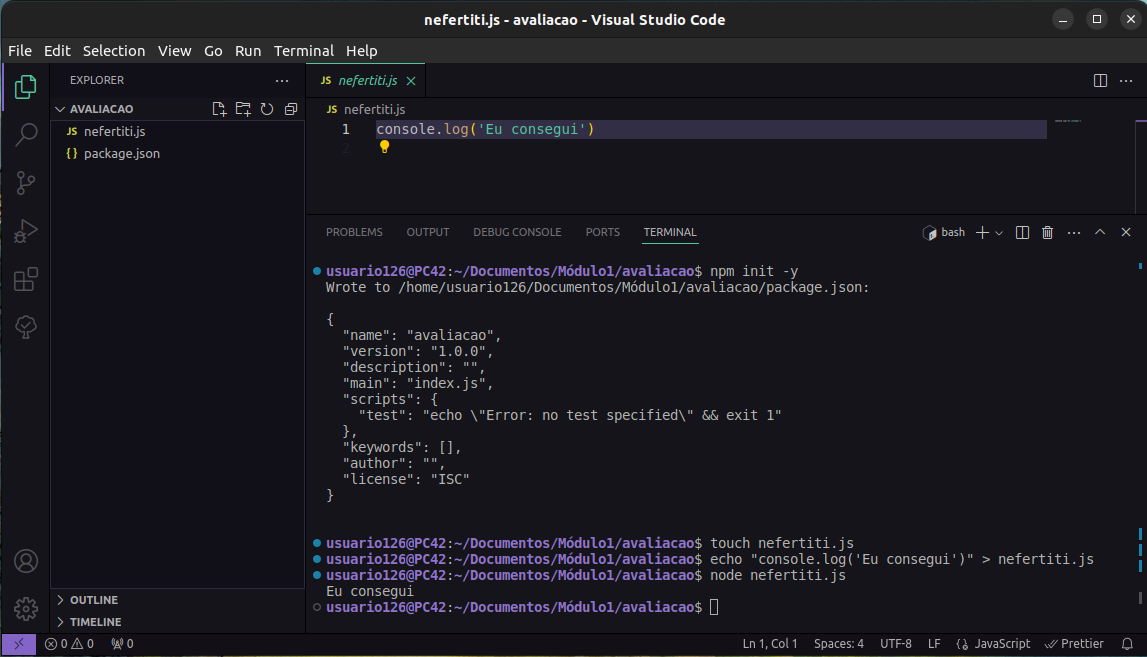 nefertiti.js - avaliacao - Visual Studio Code
File Edit Selection View Go Run Terminal Help
EXPLORER
AVALIACAO
JS nefertiti.js
{} package.json
OUTLINE
TIMELINE
JS nefertiti.js
JS nefertiti.js
1 console.log('Eu consegui')
2
PROBLEMS OUTPUT DEBUG CONSOLE PORTS TERMINAL bash
usuario126@PC42:~/Documentos/Módulo1/avaliacao$ npm init -y
Wrote to /home/usuario126/Documentos/Módulo1/avaliacao/package.json:
{
  "name": "avaliacao",
  "version": "1.0.0",
  "description": "",
  "main": "index.js",
  "scripts": {
    "test": "echo \"Error: no test specified\" && exit 1"
  },
  "keywords": [],
  "author": "",
  "license": "ISC"
}
usuario126@PC42:~/Documentos/Módulo1/avaliacao$ touch nefertiti.js
usuario126@PC42:~/Documentos/Módulo1/avaliacao$ echo "console.log('Eu consegui')" > nefertiti.js
usuario126@PC42:~/Documentos/Módulo1/avaliacao$ node nefertiti.js
Eu consegui
usuario126@PC42:~/Documentos/Módulo1/avaliacao$
0 0 0 Ln 1, Col 1 Spaces: 4 UTF-8 LF {} JavaScript Prettier